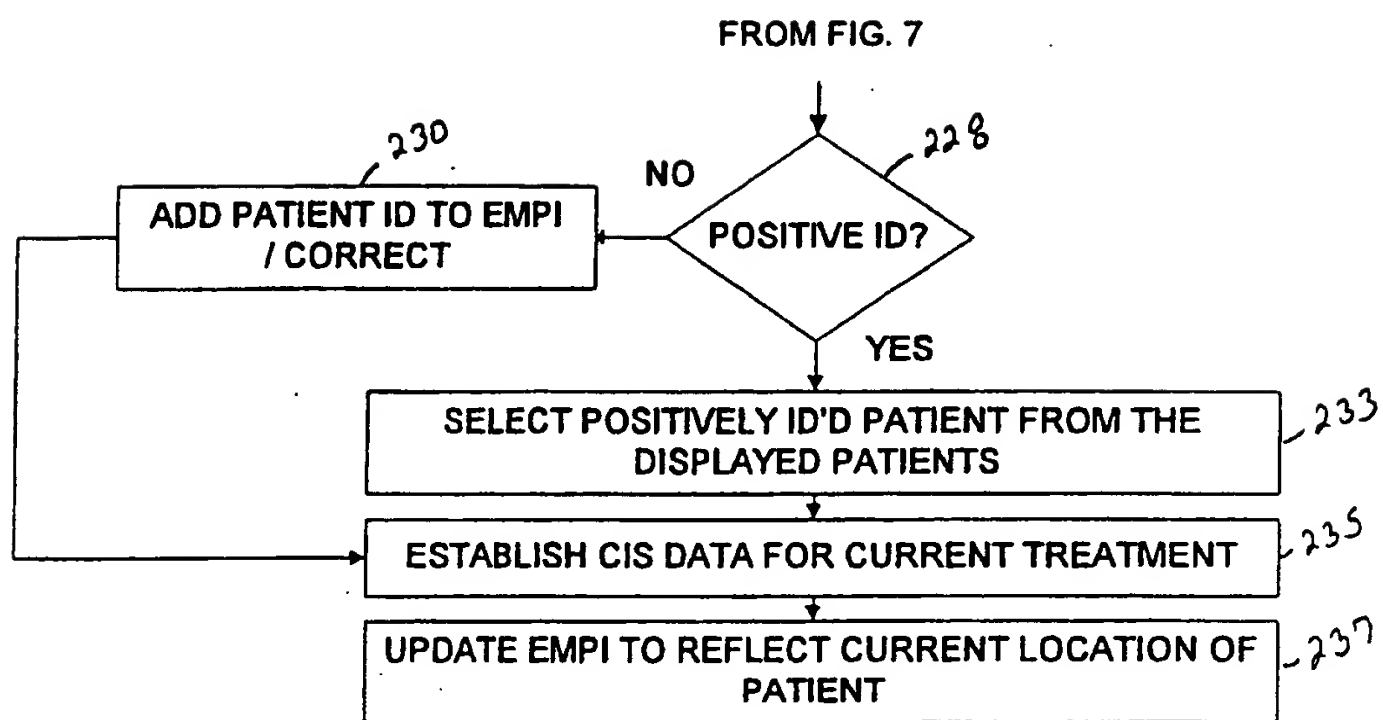 FROM FIG. 7
230
228
NO
ADD PATIENT ID TO EMPI
/ CORRECT
POSITIVE ID?
YES
SELECT POSITIVELY ID'D PATIENT FROM THE
DISPLAYED PATIENTS
233
ESTABLISH CIS DATA FOR CURRENT TREATMENT
235
UPDATE EMPI TO REFLECT CURRENT LOCATION OF
PATIENT
237